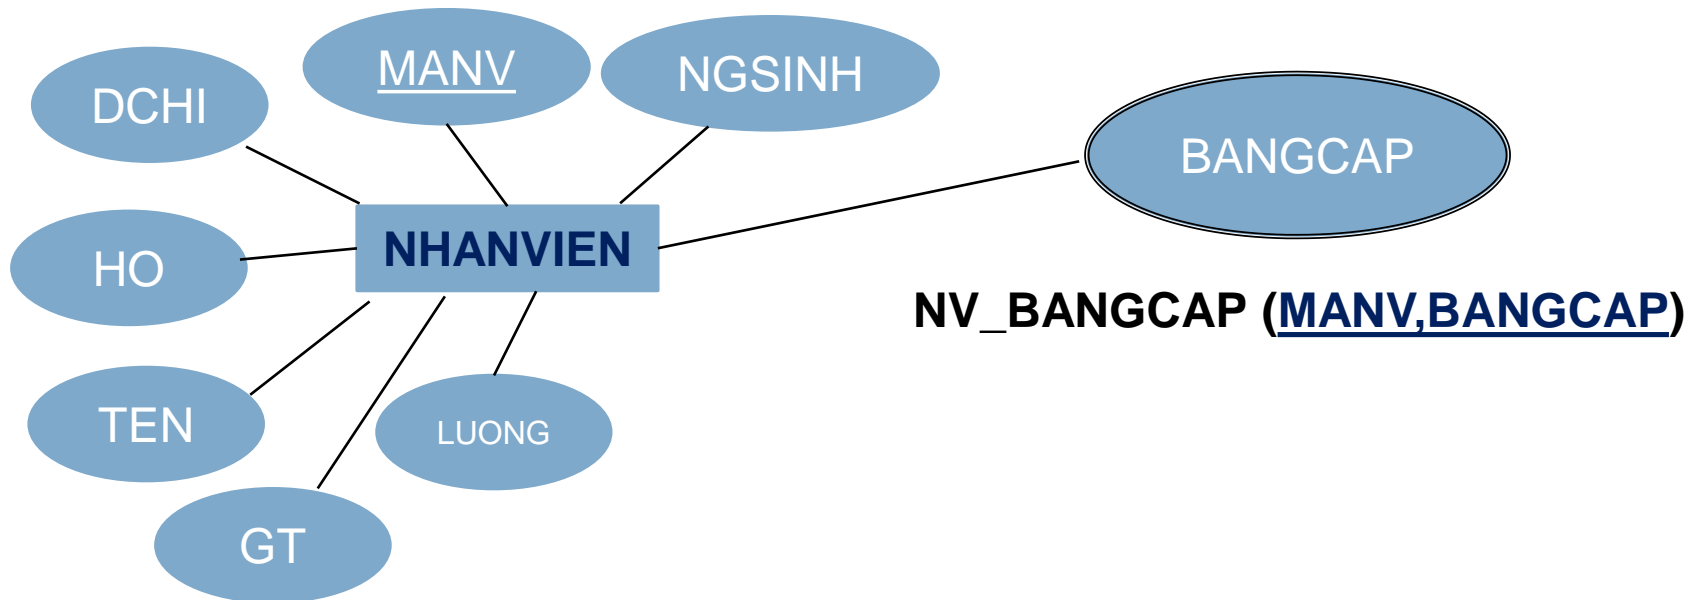 MANV
NGSINH
DCHI
BANGCAP
NHANVIEN
HO
NV_BANGCAP (MANV,BANGCAP)
TEN
LUONG
GT